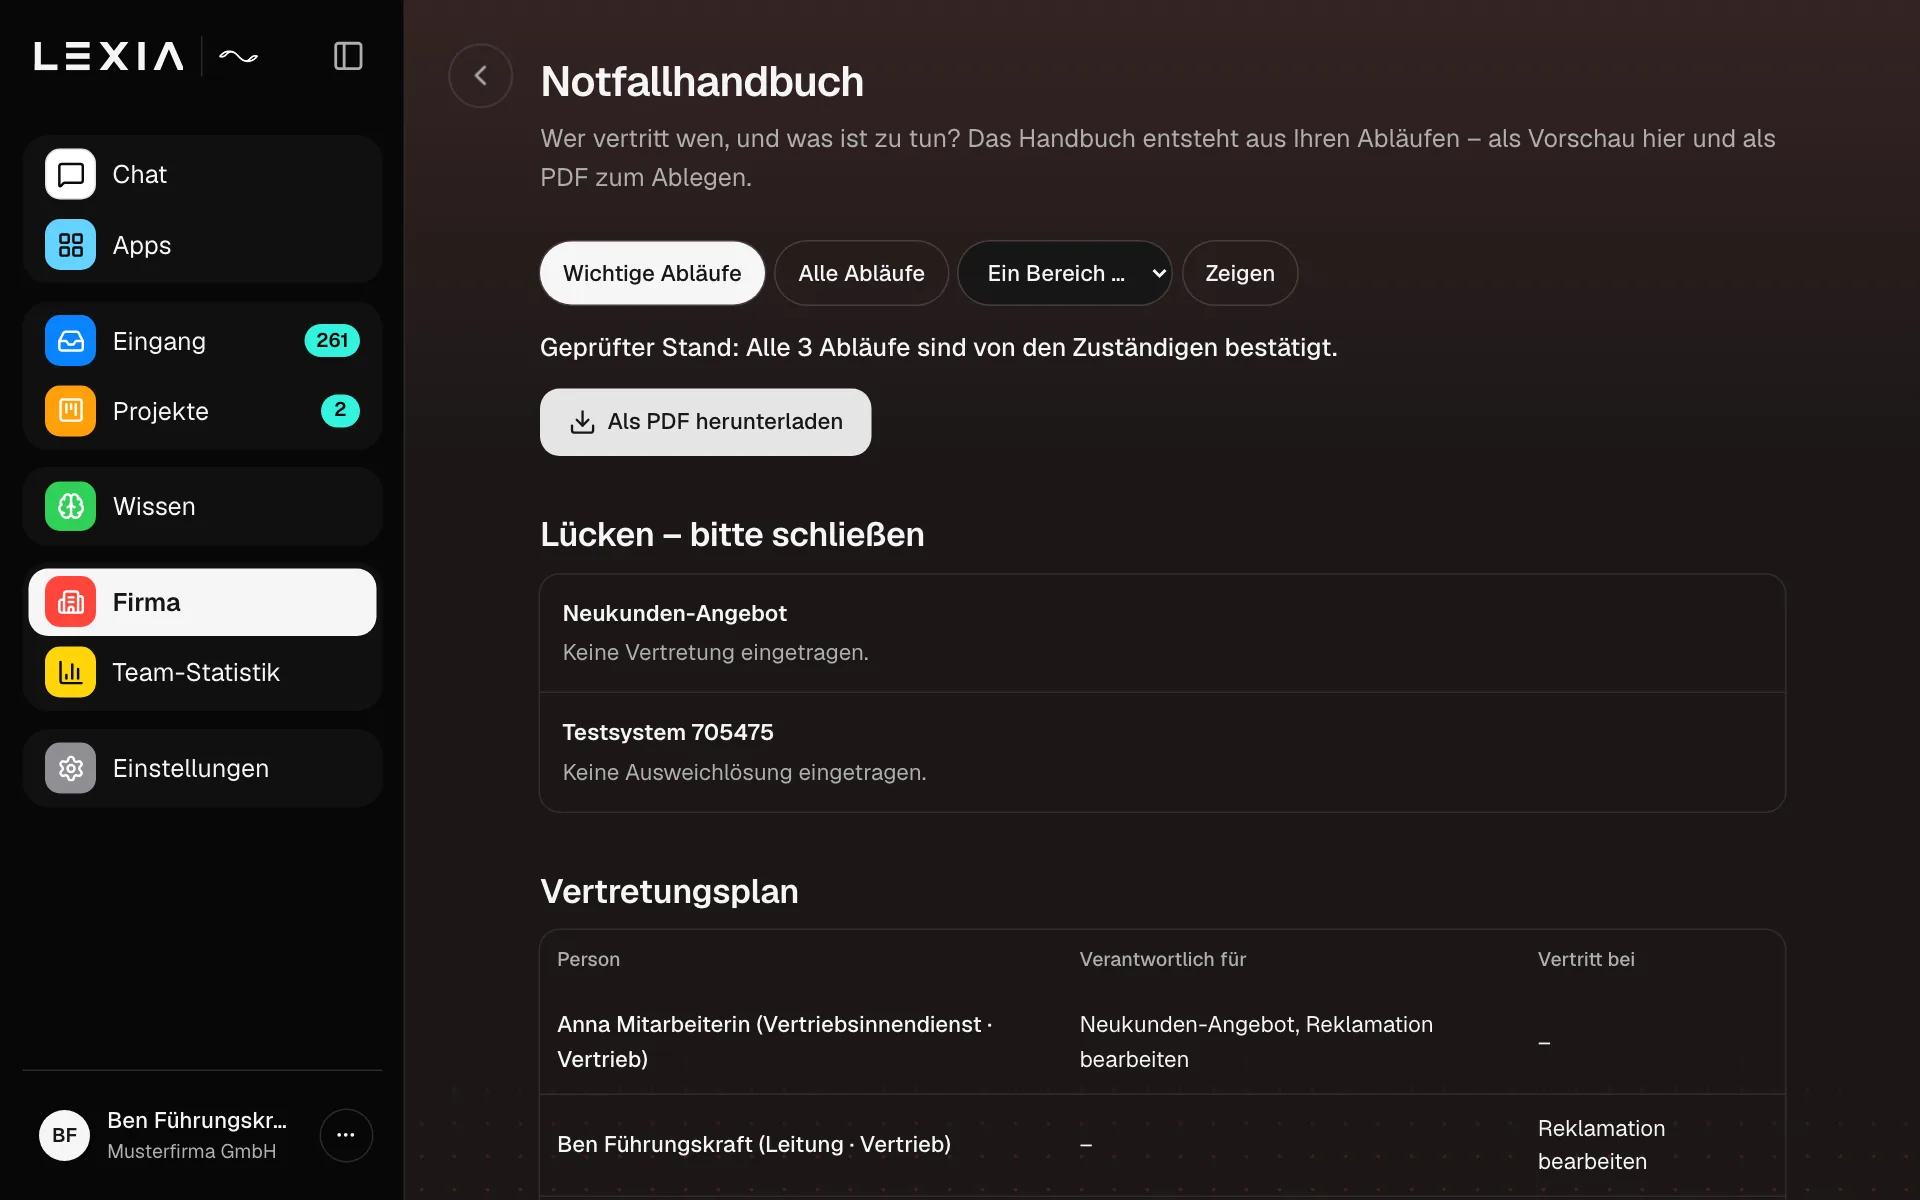 LEXIA
Chat
Apps
Eingang 261
Projekte 2
Wissen
Firma
Team-Statistik
Einstellungen
BF
Ben Führungskr...
Musterfirma GmbH
Notfallhandbuch
Wer vertritt wen, und was ist zu tun? Das Handbuch entsteht aus Ihren Abläufen – als Vorschau hier und als
PDF zum Ablegen.
Wichtige Abläufe Alle Abläufe Ein Bereich ... Zeigen
Geprüfter Stand: Alle 3 Abläufe sind von den Zuständigen bestätigt.
Als PDF herunterladen
Lücken – bitte schließen
Neukunden-Angebot
Keine Vertretung eingetragen.
Testsystem 705475
Keine Ausweichlösung eingetragen.
Vertretungsplan
Person Verantwortlich für Vertritt bei
Anna Mitarbeiterin (Vertriebsinnendienst ·
Vertrieb)
Neukunden-Angebot, Reklamation
bearbeiten
–
Ben Führungskraft (Leitung · Vertrieb)
–
Reklamation
bearbeiten